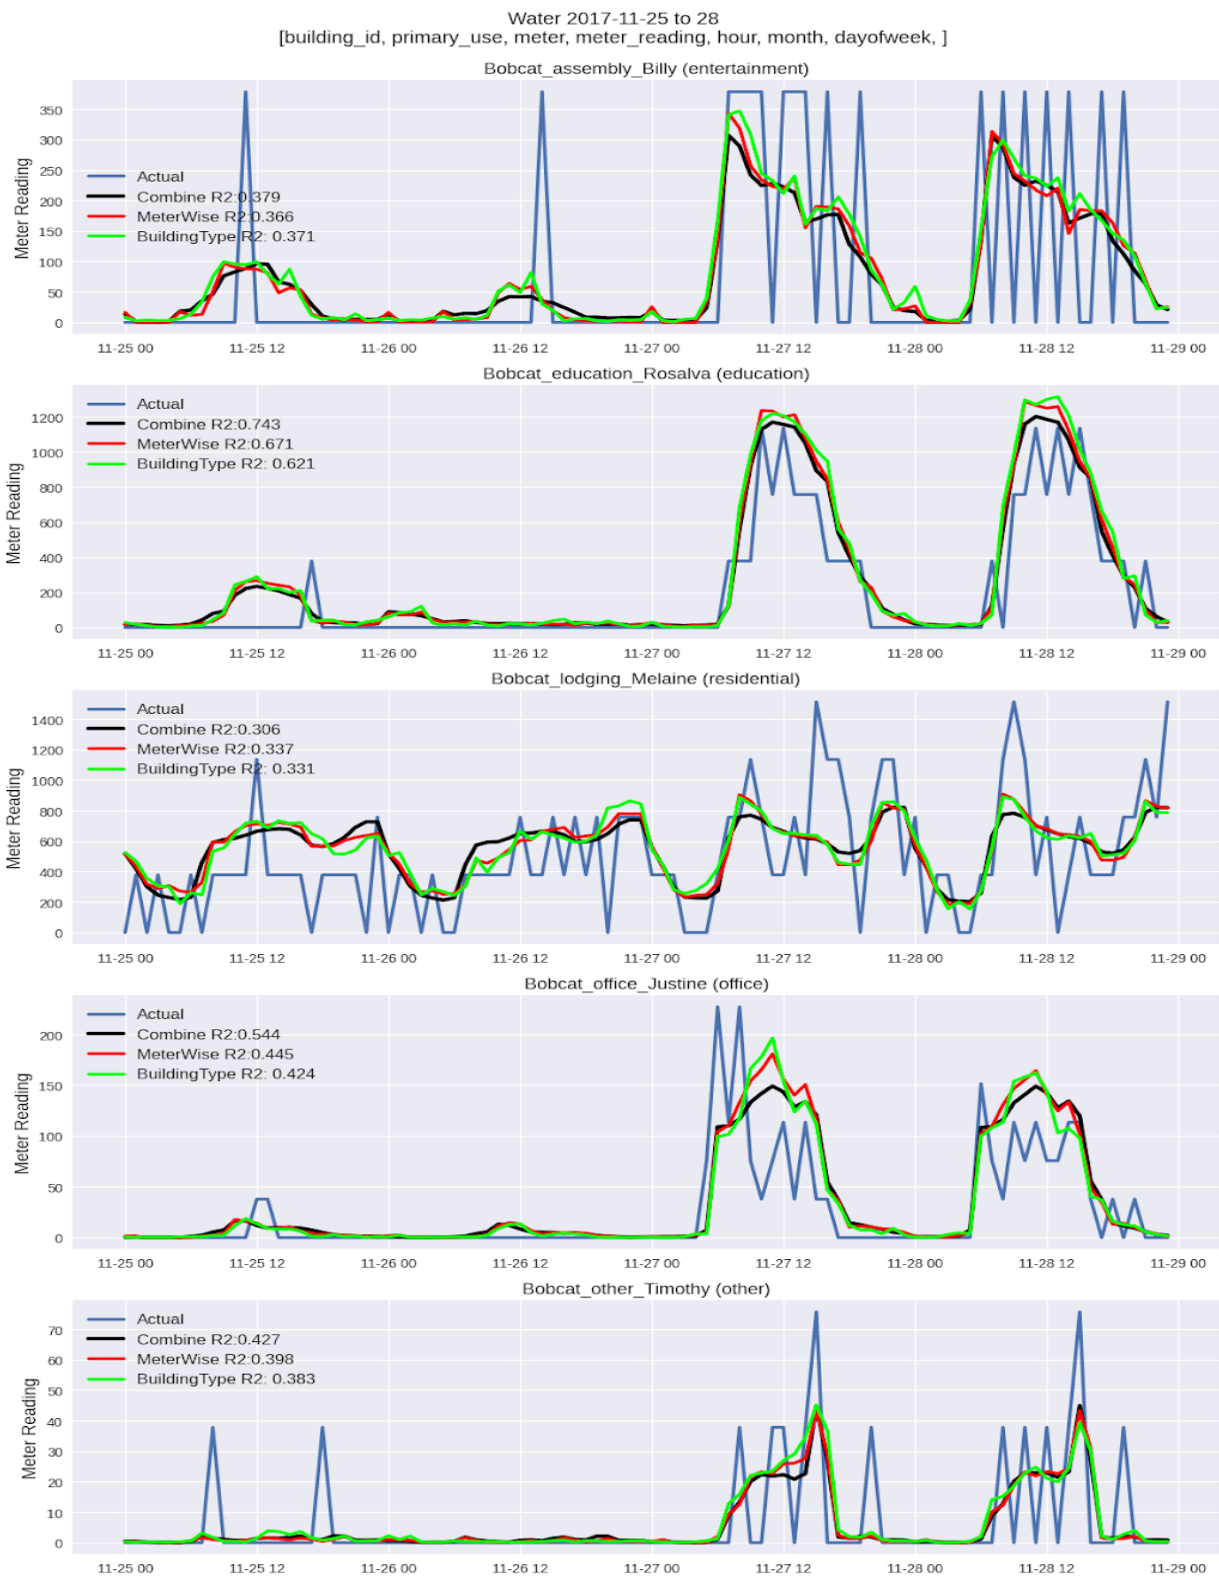 Water 2017-11-25 to 28
[building_id, primary_use, meter, meter_reading, hour, month, dayofweek, ]
Bobcat_assembly_Billy (entertainment)
Meter Reading
350
300
250
200
150
100
50
0
Actual
Combine R2:0.379
MeterWise R2:0.366
BuildingType R2: 0.371
11-25 00 11-25 12 11-26 00 11-26 12 11-27 00 11-27 12 11-28 00 11-28 12 11-29 00
Bobcat_education_Rosalva (education)
Meter Reading
1200
1000
800
600
400
200
0
Actual
Combine R2:0.743
MeterWise R2:0.671
BuildingType R2: 0.621
11-25 00 11-25 12 11-26 00 11-26 12 11-27 00 11-27 12 11-28 00 11-28 12 11-29 00
Bobcat_lodging_Melaine (residential)
Meter Reading
1400
1200
1000
800
600
400
200
0
Actual
Combine R2:0.306
MeterWise R2:0.337
BuildingType R2: 0.331
11-25 00 11-25 12 11-26 00 11-26 12 11-27 00 11-27 12 11-28 00 11-28 12 11-29 00
Bobcat_office_Justine (office)
Meter Reading
200
150
100
50
0
Actual
Combine R2:0.544
MeterWise R2:0.445
BuildingType R2: 0.424
11-25 00 11-25 12 11-26 00 11-26 12 11-27 00 11-27 12 11-28 00 11-28 12 11-29 00
Bobcat_other_Timothy (other)
Meter Reading
70
60
50
40
30
20
10
0
Actual
Combine R2:0.427
MeterWise R2:0.398
BuildingType R2: 0.383
11-25 00 11-25 12 11-26 00 11-26 12 11-27 00 11-27 12 11-28 00 11-28 12 11-29 00